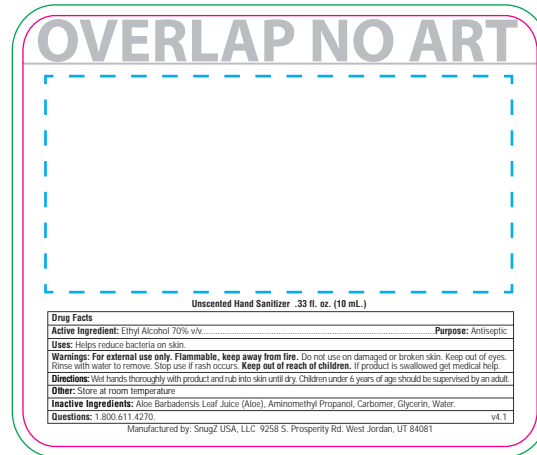 OVERLAP NO ART
Unscented Hand Sanitizer .33 fl. oz. (10 mL.)
Drug Facts
Active Ingredient: Ethyl Alcohol 70% v/v..........................................................................Purpose: Antiseptic
Uses: Helps reduce bacteria on skin.
Warnings: For external use only. Flammable, keep away from fire. Do not use on damaged or broken skin. Keep out of eyes.
Rinse with water to remove. Stop use if rash occurs. Keep out of reach of children. If product is swallowed get medical help.
Directions: Wet hands thoroughly with product and rub into skin until dry. Children under 6 years of age should be supervised by an adult.
Other: Store at room temperature
Inactive Ingredients: Aloe Barbadensis Leaf Juice (Aloe), Aminomethyl Propanol, Carbomer, Glycerin, Water.
Questions: 1.800.611.4270. v4.1
Manufactured by: SnugZ USA, LLC 9258 S. Prosperity Rd. West Jordan, UT 84081